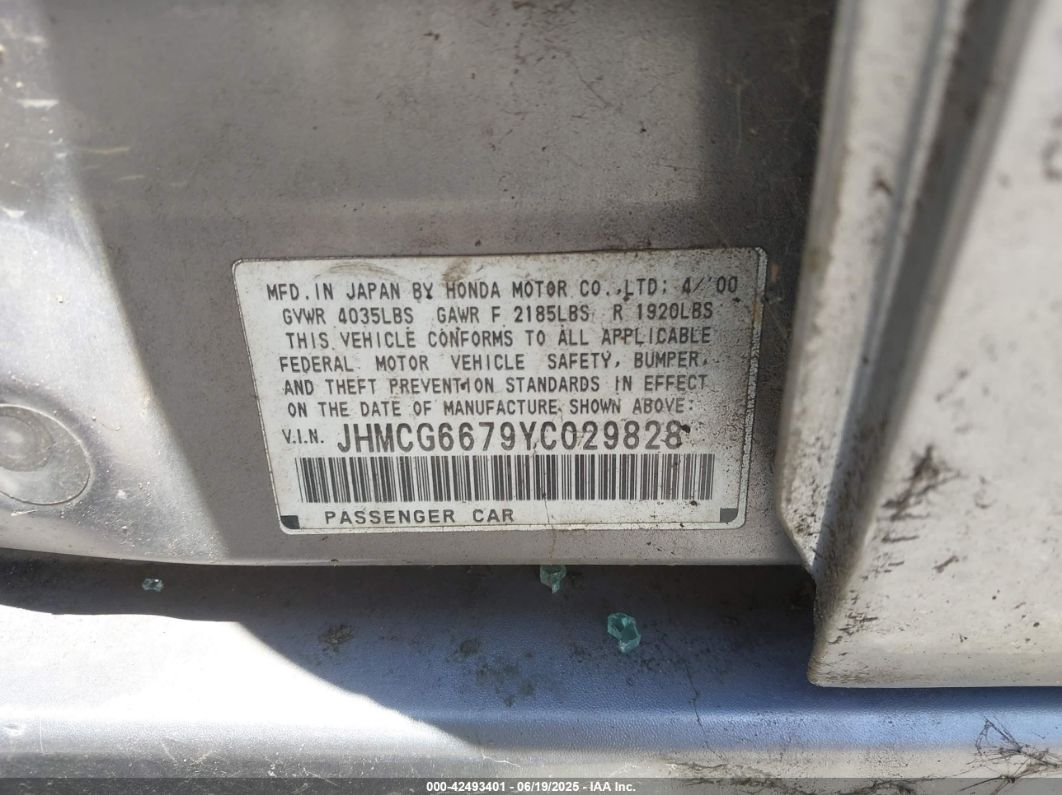 MFD. IN JAPAN BY HONDA MOTOR CO., LTD: 4/'00
GVWR 4035LBS GAWR F 2185LBS R 1920LBS
THIS VEHICLE CONFORMS TO ALL APPLICABLE
FEDERAL MOTOR VEHICLE SAFETY, BUMPER,
AND THEFT PREVENTION STANDARDS IN EFFECT
ON THE DATE OF MANUFACTURE SHOWN ABOVE:
V.I.N. JHMCG6679YC029828
PASSENGER CAR
000-42493401 - 06/19/2025 - IAA Inc.